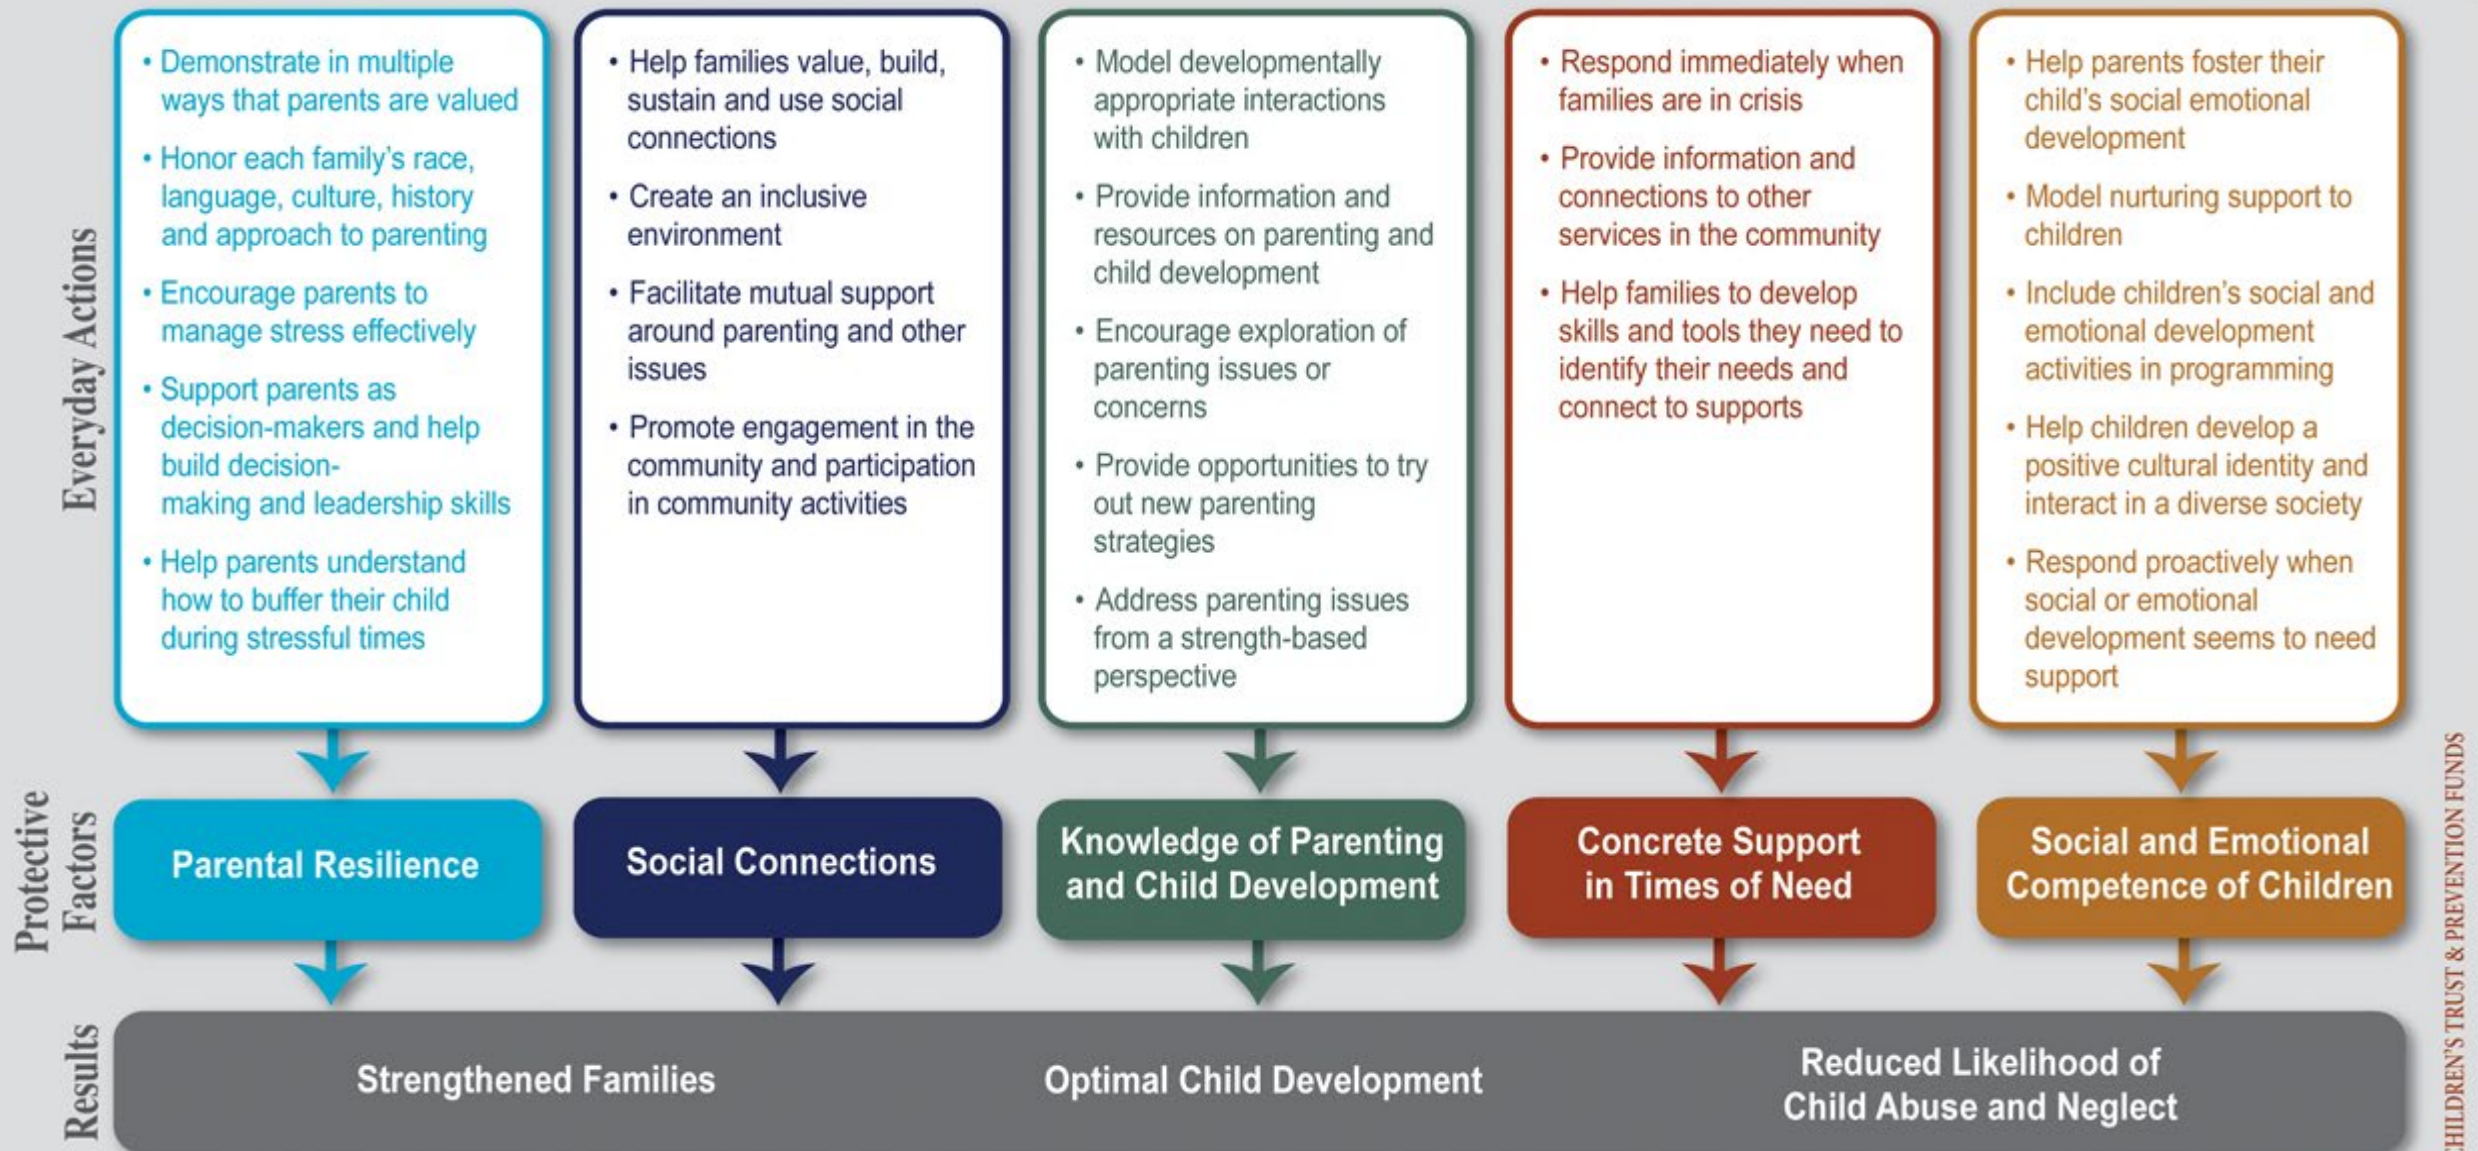 Everyday Actions
• Demonstrate in multiple
ways that parents are valued
• Honor each family's race,
language, culture, history
and approach to parenting
• Encourage parents to
manage stress effectively
• Support parents as
decision-makers and help
build decision-
making and leadership skills
• Help parents understand
how to buffer their child
during stressful times
• Help families value, build,
sustain and use social
connections
• Create an inclusive
environment
• Facilitate mutual support
around parenting and other
issues
• Promote engagement in the
community and participation
in community activities
• Model developmentally
appropriate interactions
with children
• Provide information and
resources on parenting and
child development
• Encourage exploration of
parenting issues or
concerns
• Provide opportunities to try
out new parenting
strategies
• Address parenting issues
from a strength-based
perspective
• Respond immediately when
families are in crisis
• Provide information and
connections to other
services in the community
• Help families to develop
skills and tools they need to
identify their needs and
connect to supports
• Help parents foster their
child's social emotional
development
• Model nurturing support to
children
• Include children's social and
emotional development
activities in programming
• Help children develop a
positive cultural identity and
interact in a diverse society
• Respond proactively when
social or emotional
development seems to need
support
Protective
Factors
Parental Resilience
Social Connections
Knowledge of Parenting
and Child Development
Concrete Support
in Times of Need
Social and Emotional
Competence of Children
Results
Strengthened Families
Optimal Child Development
Reduced Likelihood of
Child Abuse and Neglect
CHILDREN'S TRUST & PREVENTION FUNDS